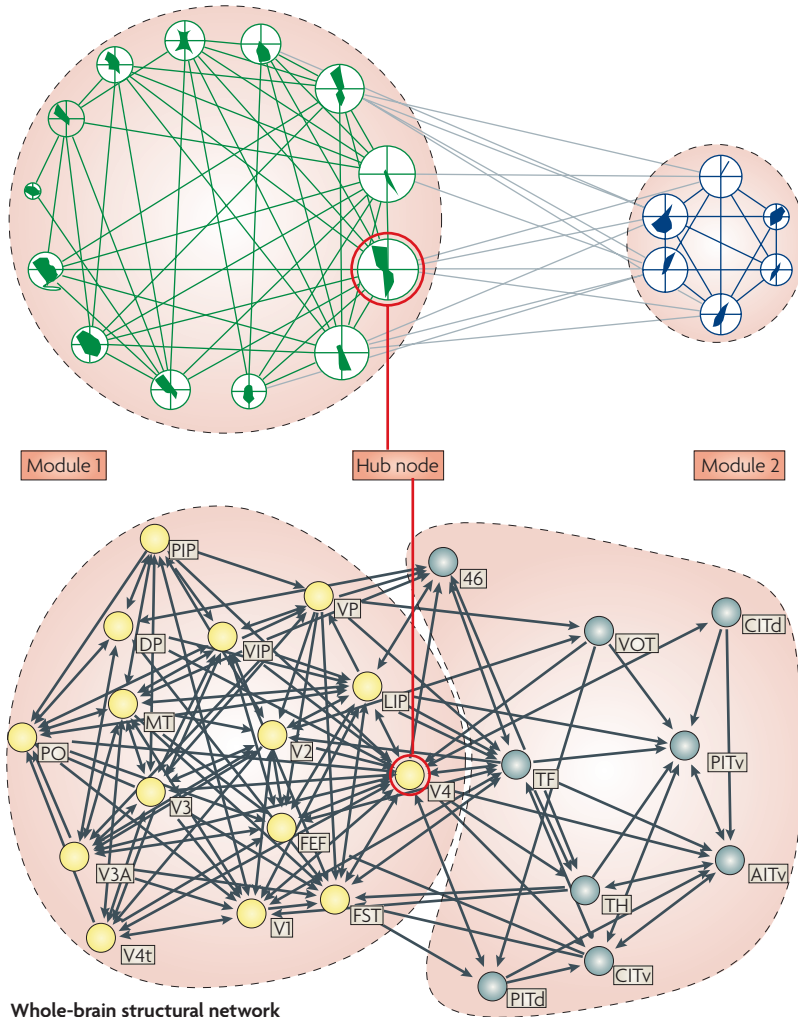 Module 1
Hub node
Module 2
PIP
46
VP
CITd
DP
VIP
VOT
LIP
MT
PO
V2
PITv
TF
V4
V3
FEF
AITv
V3A
TH
V1
FST
V4t
CITv
PITd
Whole-brain structural network